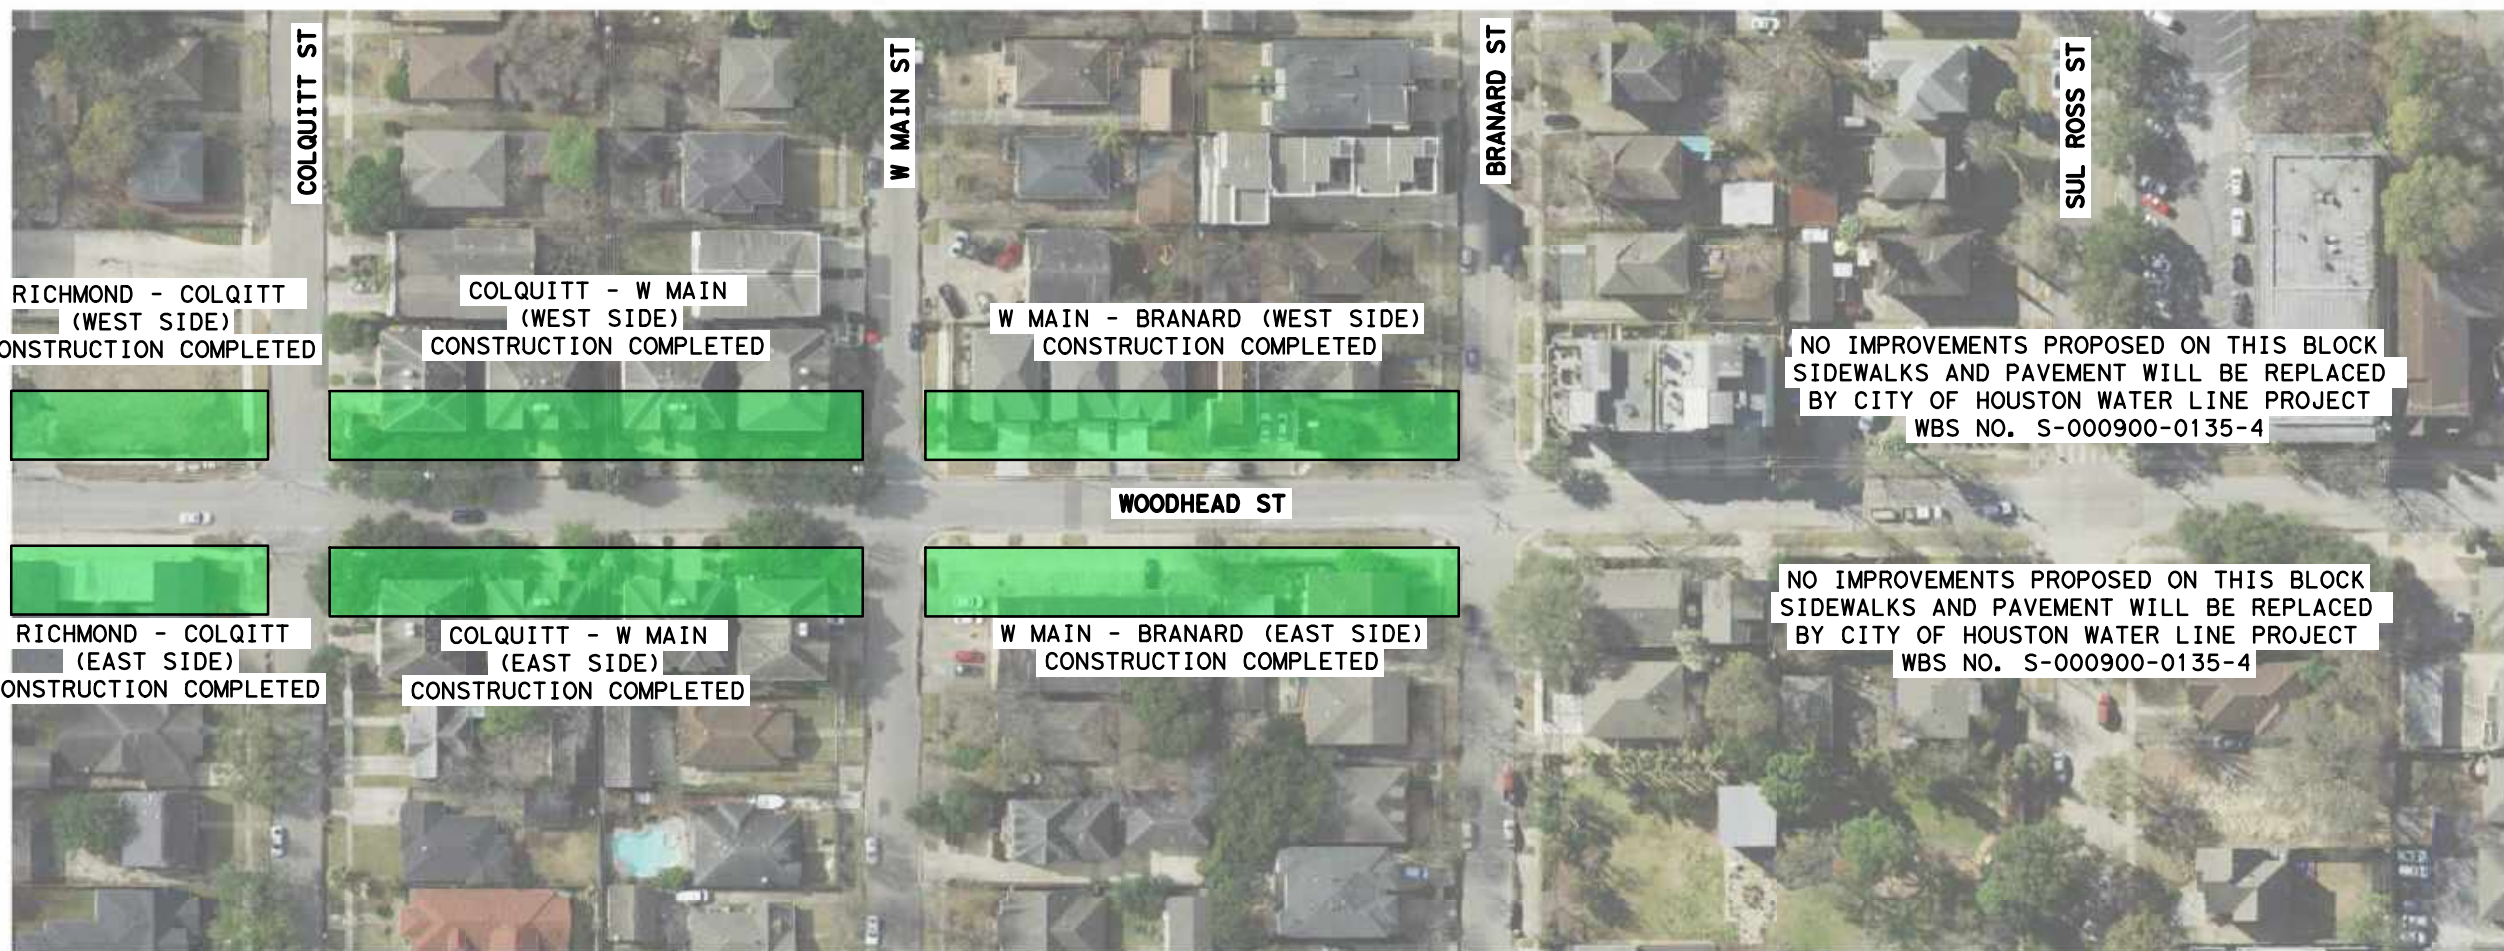 COLQUITT ST
W MAIN ST
BRANARD ST
SUL ROSS ST
RICHMOND - COLQITT
(WEST SIDE)
ONSTRUCTION COMPLETED
COLQUITT - W MAIN
(WEST SIDE)
CONSTRUCTION COMPLETED
W MAIN - BRANARD (WEST SIDE)
CONSTRUCTION COMPLETED
NO IMPROVEMENTS PROPOSED ON THIS BLOCK
SIDEWALKS AND PAVEMENT WILL BE REPLACED
BY CITY OF HOUSTON WATER LINE PROJECT
WBS NO. S-000900-0135-4
WOODHEAD ST
RICHMOND - COLQITT
(EAST SIDE)
ONSTRUCTION COMPLETED
COLQUITT - W MAIN
(EAST SIDE)
CONSTRUCTION COMPLETED
W MAIN - BRANARD (EAST SIDE)
CONSTRUCTION COMPLETED
NO IMPROVEMENTS PROPOSED ON THIS BLOCK
SIDEWALKS AND PAVEMENT WILL BE REPLACED
BY CITY OF HOUSTON WATER LINE PROJECT
WBS NO. S-000900-0135-4